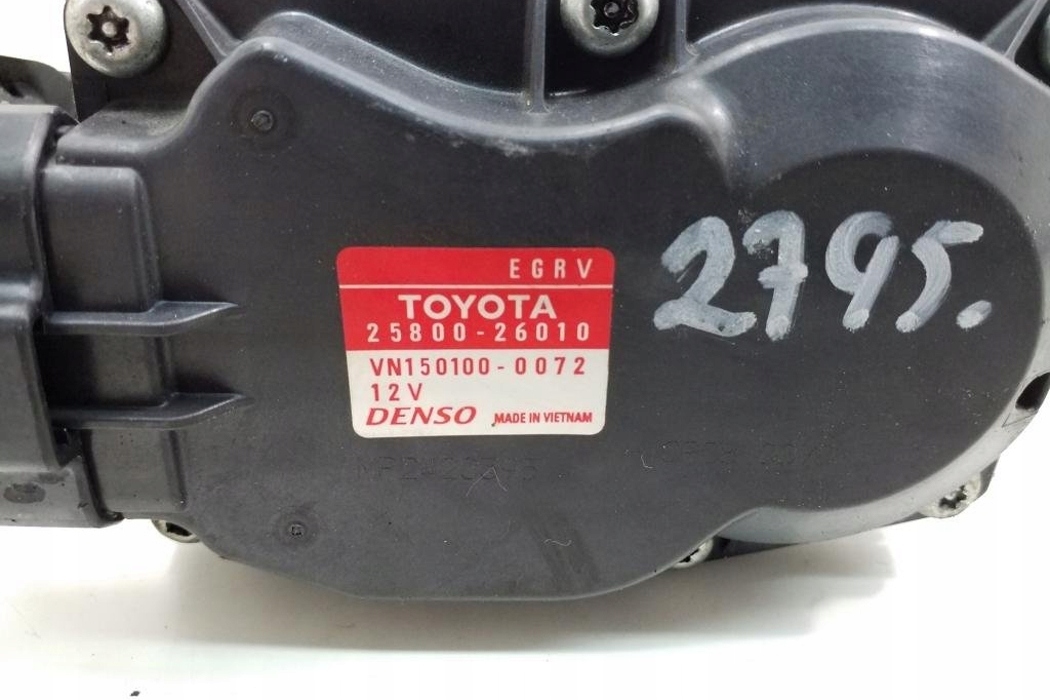 EGRV
TOYOTA
25800-26010
VN150100-0072
12V
DENSO MADE IN VIETNAM
2795.